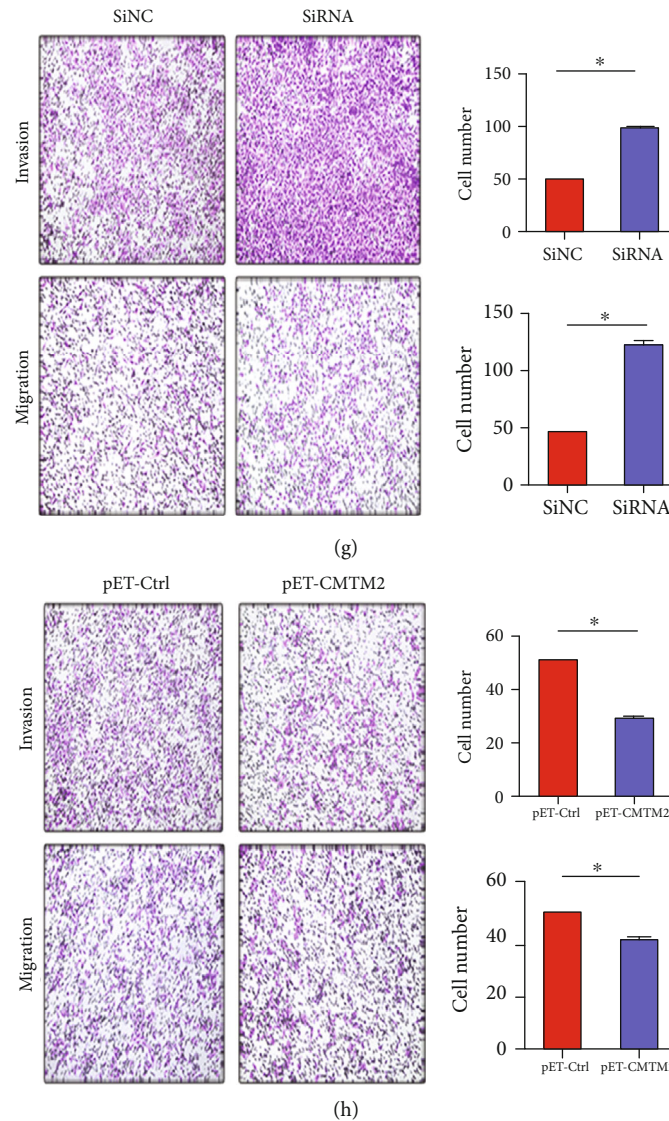 SiNC SiRNA
Invasion
Migration
Cell number
150
100
50
0
*
SiNC SiRNA
Cell number
150
100
50
0
*
SiNC SiRNA
(g)
pET-Ctrl pET-CMTM2
Invasion
Migration
Cell number
60
40
20
0
*
pET-Ctrl pET-CMTM2
Cell number
60
40
20
0
*
pET-Ctrl pET-CMTM2
(h)